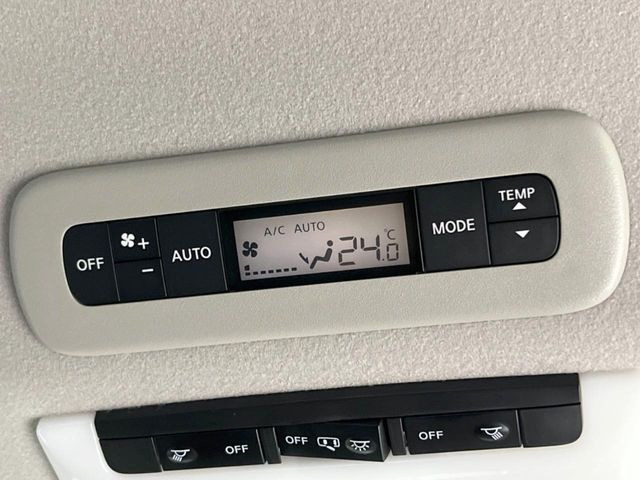 OFF + - AUTO A/C AUTO 24.0 °C MODE TEMP
OFF OFF OFF